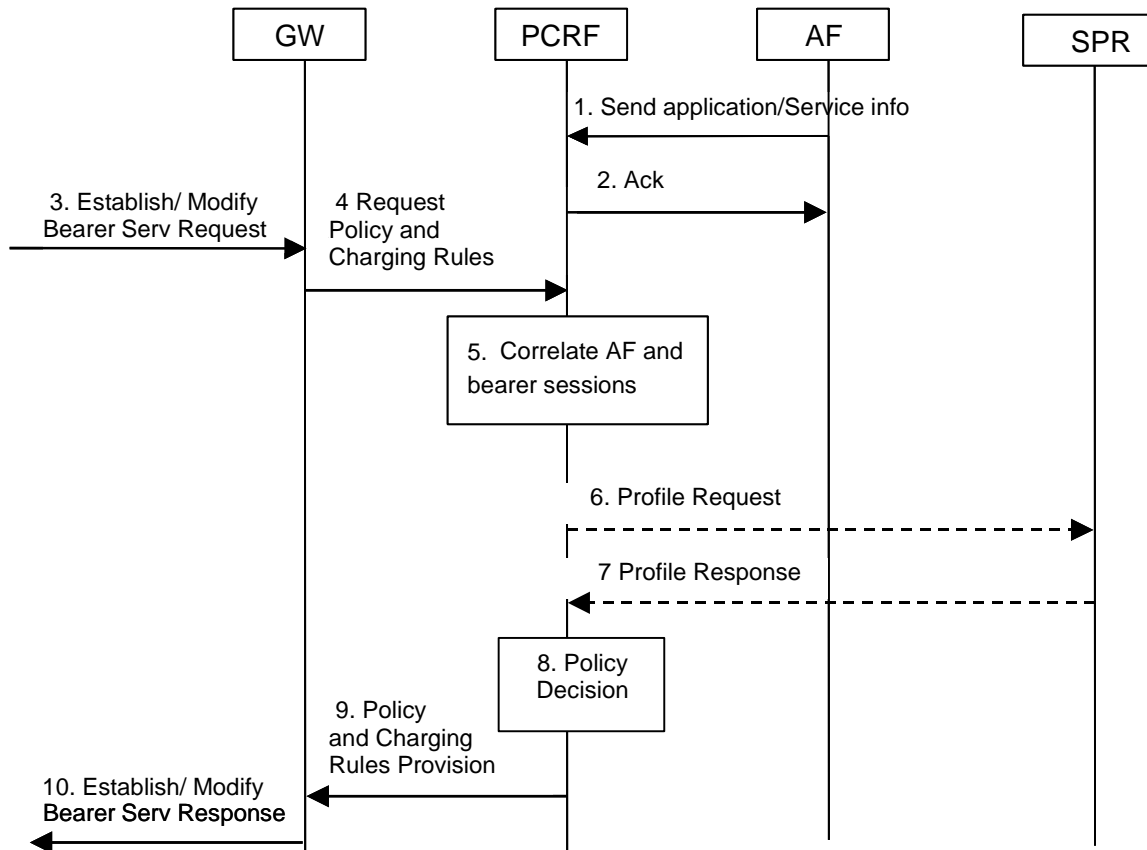 GW
PCRF
AF
SPR
1. Send application/Service info
2. Ack
3. Establish/ Modify
Bearer Serv Request
4 Request
Policy and
Charging Rules
5. Correlate AF and
bearer sessions
6. Profile Request
7 Profile Response
8. Policy
Decision
9. Policy
and Charging
Rules Provision
10. Establish/ Modify
Bearer Serv Response